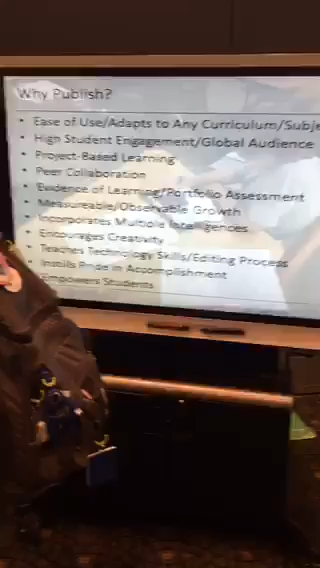 Why Publish?
• Ease of Use/Adapts to Any Curriculum/Subje
• High Student Engagement/Global Audience
• Project-Based Learning
• Peer Collaboration
• Evidence of Learning/Portfolio Assessment
• Measureable/Observable Growth
• Incorporates Multiple Intelligences
• Encourages Creativity
• Teaches Technology Skills/Editing Process
• Instills Pride in Accomplishment
• Empowers Students